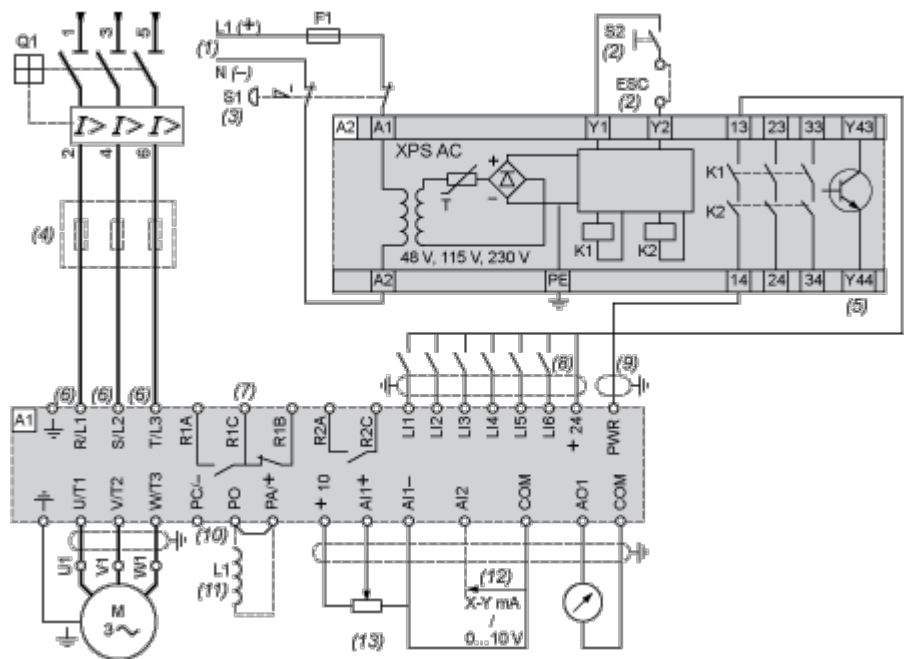 1 3 5
Q1
I> I> I>
2 4 6
(4)
L1 (+) F1
(1)
N (–)
S1
(3)
S2
(2)
ESC
(2)
A2 A1 Y1 Y2 13 23 33 Y43
XPS AC
+
–
T
K1
K2
K1 K2
48 V, 115 V, 230 V
A2 PE 14 24 34 Y44
(5)
(8) (9)
(6) (6) (6) (7)
A1 R/L1 S/L2 T/L3 R1A R1C R1B R2A R2C LI1 LI2 LI3 LI4 LI5 LI6 + 24 PWR
U/T1 V/T2 W/T3 PC/– PO PA/+ + 10 AI1+ AI1– AI2 COM AO1 COM
(10)
U1 V1 W1
L1
(11)
(12)
X-Y mA
/
0...10 V
(13)
M
3~